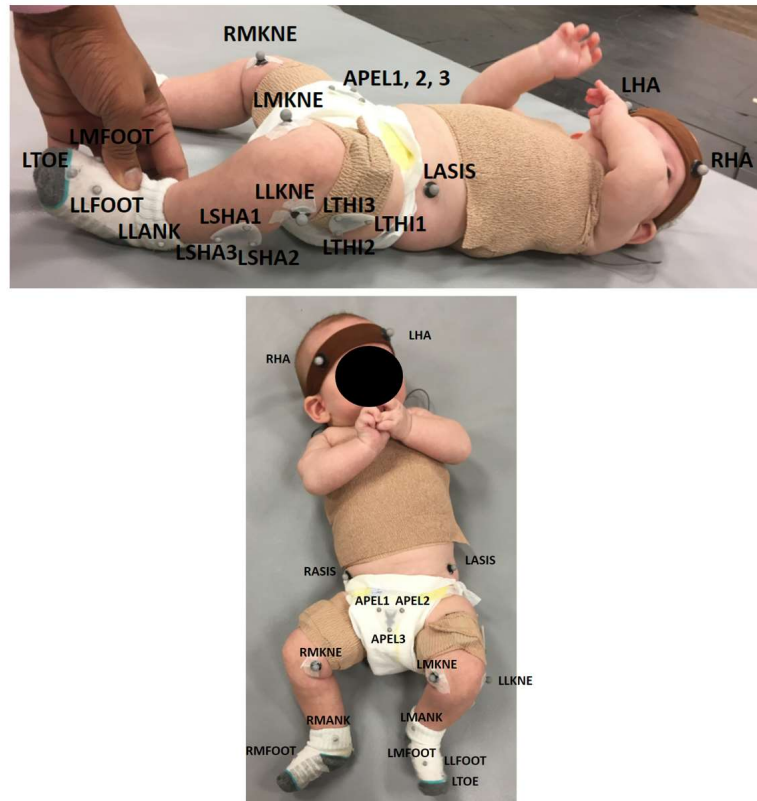 RMKNE
APEL1, 2, 3
LHA
LMKNE
LMFOOT
LTOE
RHA
LASIS
LLKNE
LLFOOT
LSHA1
LTHI3
LTHI1
LLANK
LTHI2
LSHA3
LSHA2
LHA
RHA
LASIS
RASIS
APEL1 APEL2
APEL3
RMKNE
LMKNE
LLKNE
RMANK
LMANK
RMFOOT
LMFOOT
LLFOOT
LTOE